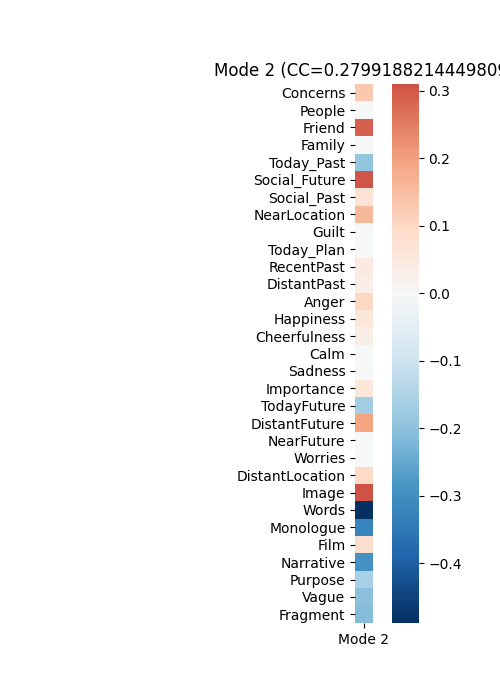 Mode 2 (CC=0.2799188214449809
Concerns
People
Friend
Family
Today_Past
Social_Future
Social_Past
NearLocation
Guilt
Today_Plan
RecentPast
DistantPast
Anger
Happiness
Cheerfulness
Calm
Sadness
Importance
TodayFuture
DistantFuture
NearFuture
Worries
DistantLocation
Image
Words
Monologue
Film
Narrative
Purpose
Vague
Fragment
Mode 2
0.3
0.2
0.1
0.0
−0.1
−0.2
−0.3
−0.4